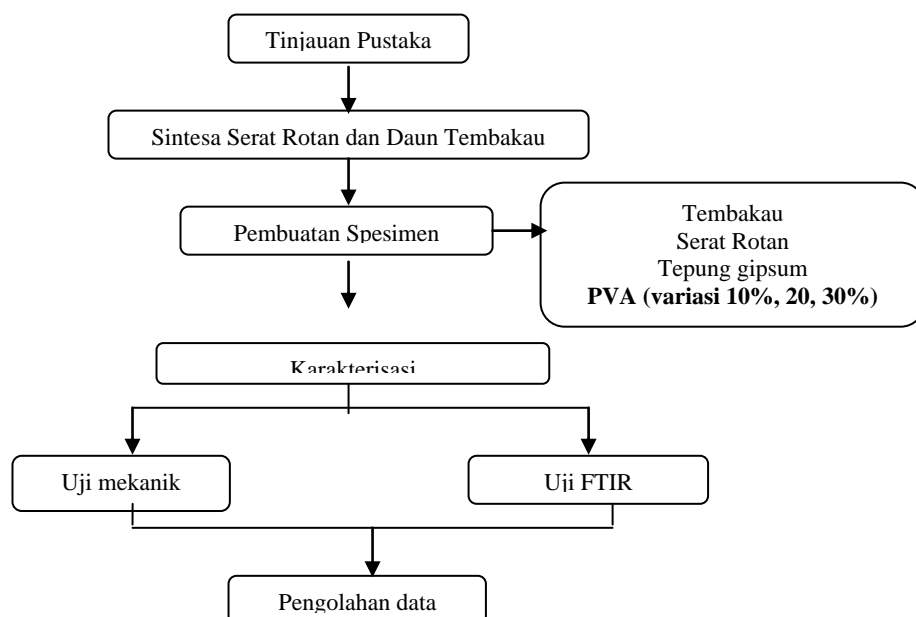 Tinjauan Pustaka
Sintesa Serat Rotan dan Daun Tembakau
Pembuatan Spesimen
Tembakau
Serat Rotan
Tepung gipsum
PVA (variasi 10%, 20, 30%)
Karakterisasi
Uji mekanik
Uji FTIR
Pengolahan data